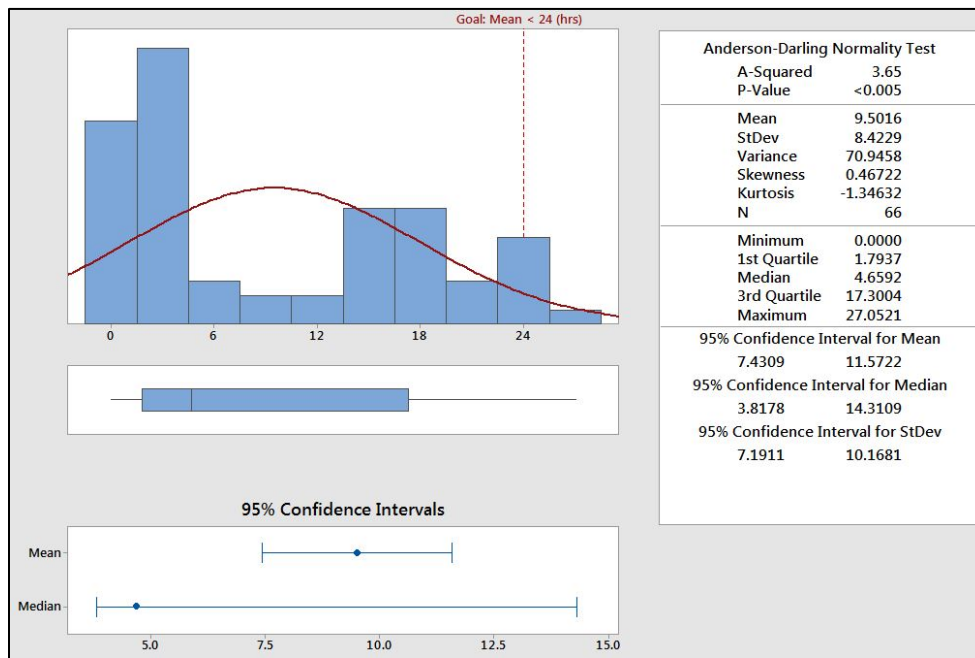 Goal: Mean < 24 (hrs)
0 6 12 18 24
Anderson-Darling Normality Test
A-Squared 3.65
P-Value <0.005
Mean 9.5016
StDev 8.4229
Variance 70.9458
Skewness 0.46722
Kurtosis -1.34632
N 66
Minimum 0.0000
1st Quartile 1.7937
Median 4.6592
3rd Quartile 17.3004
Maximum 27.0521
95% Confidence Interval for Mean
7.4309 11.5722
95% Confidence Interval for Median
3.8178 14.3109
95% Confidence Interval for StDev
7.1911 10.1681
95% Confidence Intervals
Mean
Median
5.0 7.5 10.0 12.5 15.0